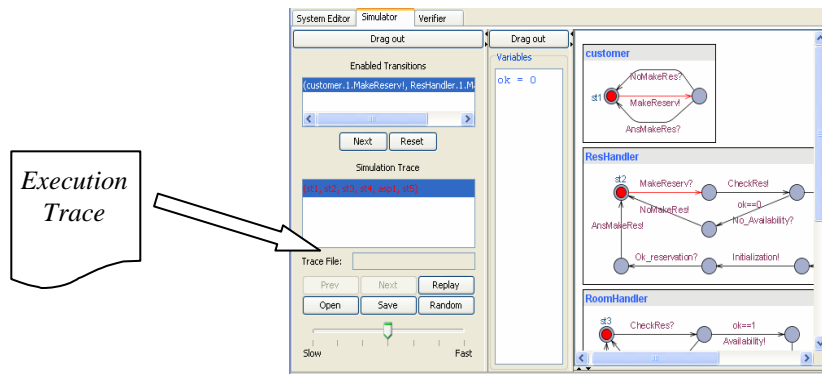 Execution
Trace
System Editor
Simulator
Verifier
Drag out
Enabled Transitions
(customer.1.MakeReserv!, ResHandler.1.M
Next
Reset
Simulation Trace
(st1, st2, st3, st4, asp1, st5)
Trace File:
Prev
Next
Replay
Open
Save
Random
Slow
Fast
Drag out
Variables
ok = 0
customer
NoMakeRes?
st1
MakeReserv!
AnsMakeRes?
ResHandler
st2
MakeReserv?
CheckRes!
ok==0
NoMakeRes!
No_Availability?
AnsMakeRes!
Ok_reservation?
Initialization!
RoomHandler
st3
CheckRes?
ok==1
Availability!